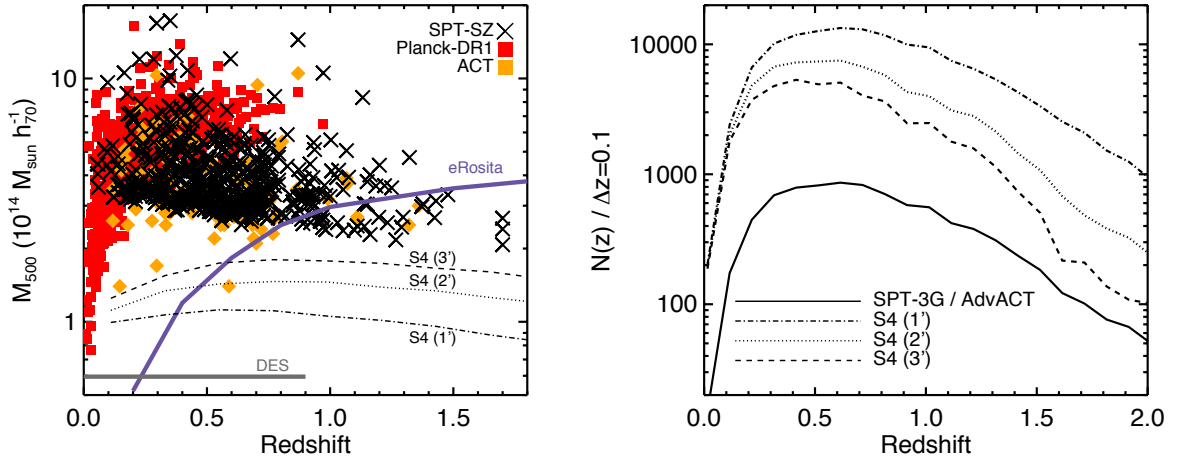 SPT-SZ
Planck-DR1
ACT
10
1
M500 (10^14 Msun h70^-1)
eRosita
S4 (3')
S4 (2')
S4 (1')
DES
0.0 0.5 1.0 1.5
Redshift
10000
1000
100
N(z) / Δz=0.1
SPT-3G / AdvACT
S4 (1')
S4 (2')
S4 (3')
0.0 0.5 1.0 1.5 2.0
Redshift